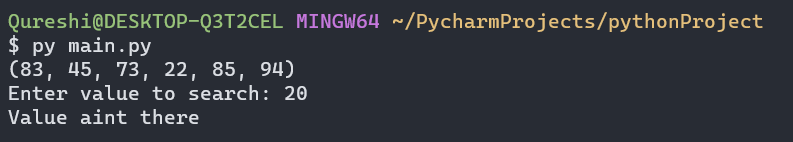 Qureshi@DESKTOP-Q3T2CEL MINGW64 ~/PycharmProjects/pythonProject
$ py main.py
(83, 45, 73, 22, 85, 94)
Enter value to search: 20
Value aint there